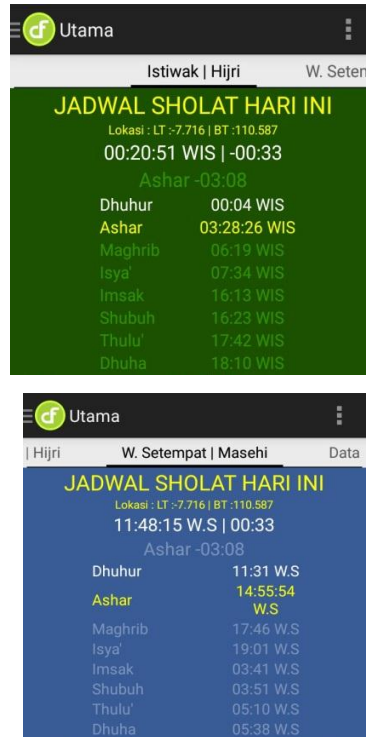 cf Utama
Istiwak | Hijri W. Seten
JADWAL SHOLAT HARI INI
Lokasi : LT :-7.716 | BT :110.587
00:20:51 WIS | -00:33
Ashar -03:08
Dhuhur 00:04 WIS
Ashar 03:28:26 WIS
Maghrib 06:19 WIS
Isya' 07:34 WIS
Imsak 16:13 WIS
Shubuh 16:23 WIS
Thulu' 17:42 WIS
Dhuha 18:10 WIS
cf Utama
| Hijri W. Setempat | Masehi Data
JADWAL SHOLAT HARI INI
Lokasi : LT :-7.716 | BT :110.587
11:48:15 W.S | 00:33
Ashar -03:08
Dhuhur 11:31 W.S
Ashar 14:55:54
W.S
Maghrib 17:46 W.S
Isya' 19:01 W.S
Imsak 03:41 W.S
Shubuh 03:51 W.S
Thulu' 05:10 W.S
Dhuha 05:38 W.S